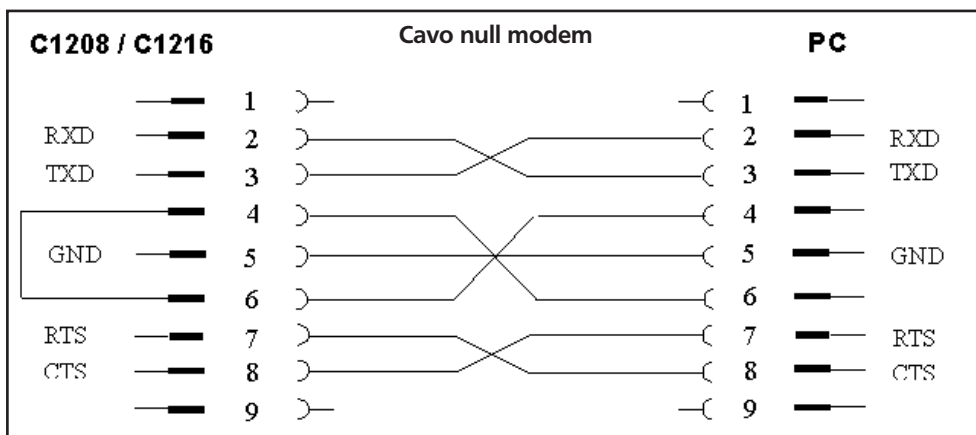 C1208 / C1216 Cavo null modem PC
1 1
RXD 2 2 RXD
TXD 3 3 TXD
4 4
GND 5 5 GND
6 6
RTS 7 7 RTS
CTS 8 8 CTS
9 9